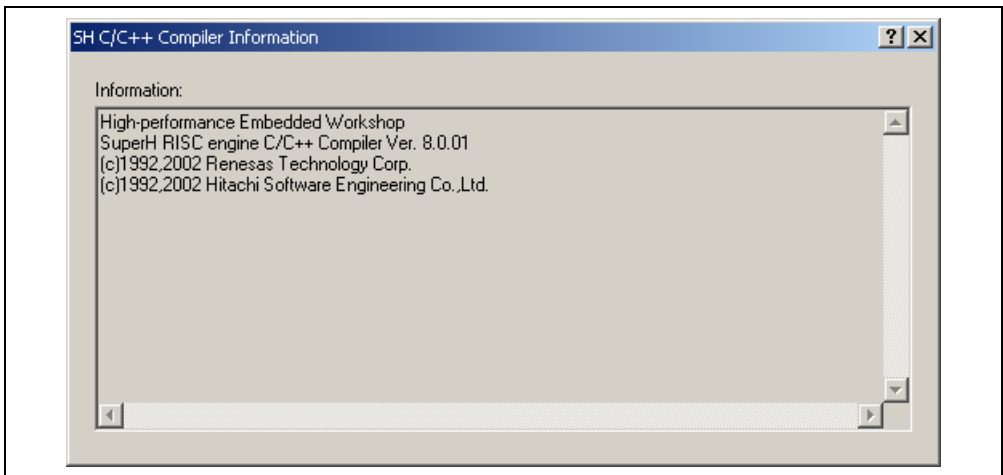 SH C/C++ Compiler Information
Information:
High-performance Embedded Workshop
SuperH RISC engine C/C++ Compiler Ver. 8.0.01
(c)1992,2002 Renesas Technology Corp.
(c)1992,2002 Hitachi Software Engineering Co.,Ltd.